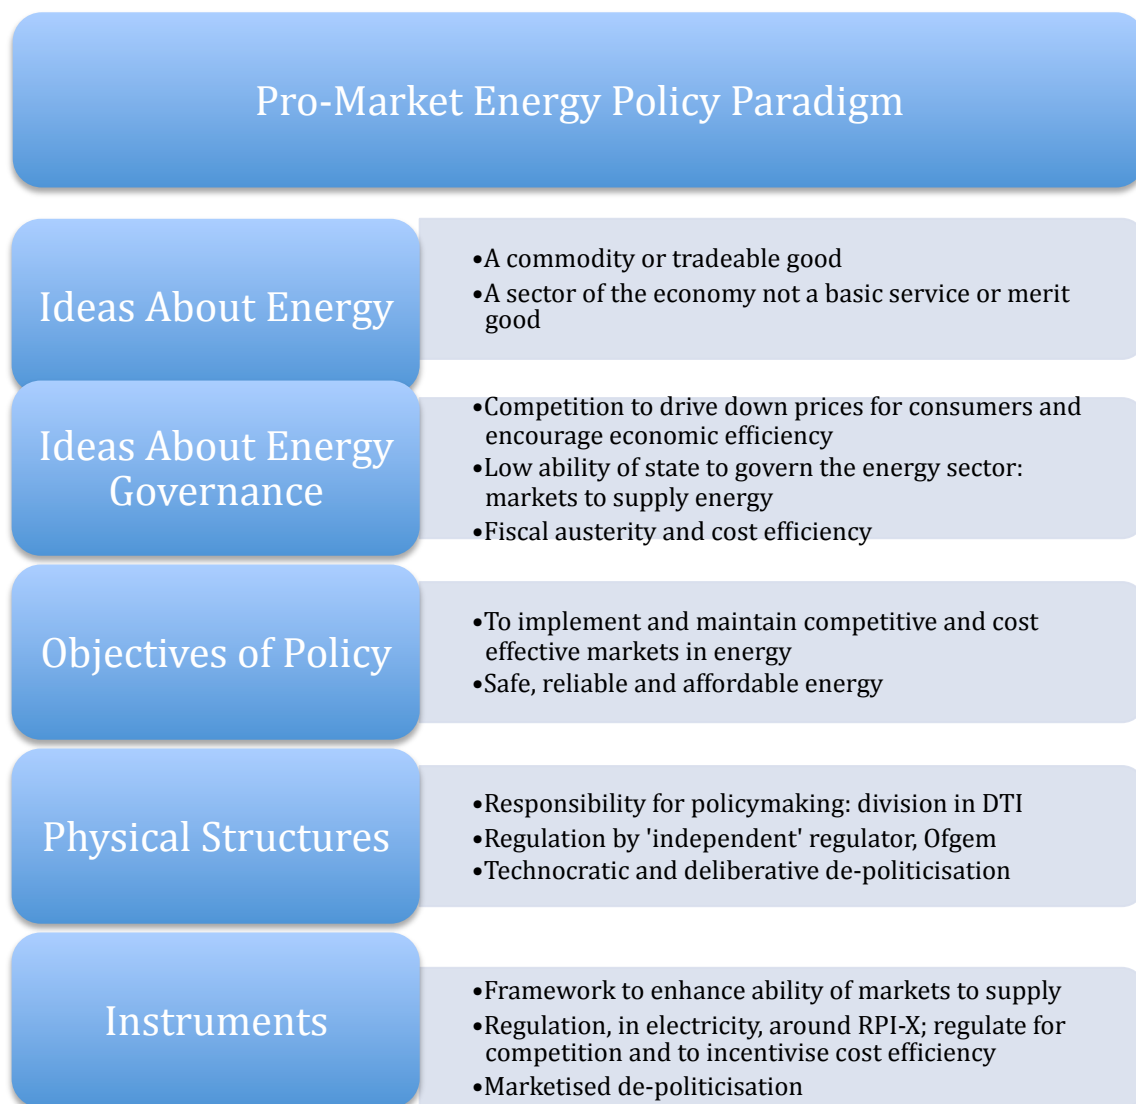 Pro-Market Energy Policy Paradigm
Ideas About Energy
•A commodity or tradeable good
•A sector of the economy not a basic service or merit
good
Ideas About Energy
Governance
•Competition to drive down prices for consumers and
encourage economic efficiency
•Low ability of state to govern the energy sector:
markets to supply energy
•Fiscal austerity and cost efficiency
Objectives of Policy
•To implement and maintain competitive and cost
effective markets in energy
•Safe, reliable and affordable energy
Physical Structures
•Responsibility for policymaking: division in DTI
•Regulation by 'independent' regulator, Ofgem
•Technocratic and deliberative de-politicisation
Instruments
•Framework to enhance ability of markets to supply
•Regulation, in electricity, around RPI-X; regulate for
competition and to incentivise cost efficiency
•Marketised de-politicisation